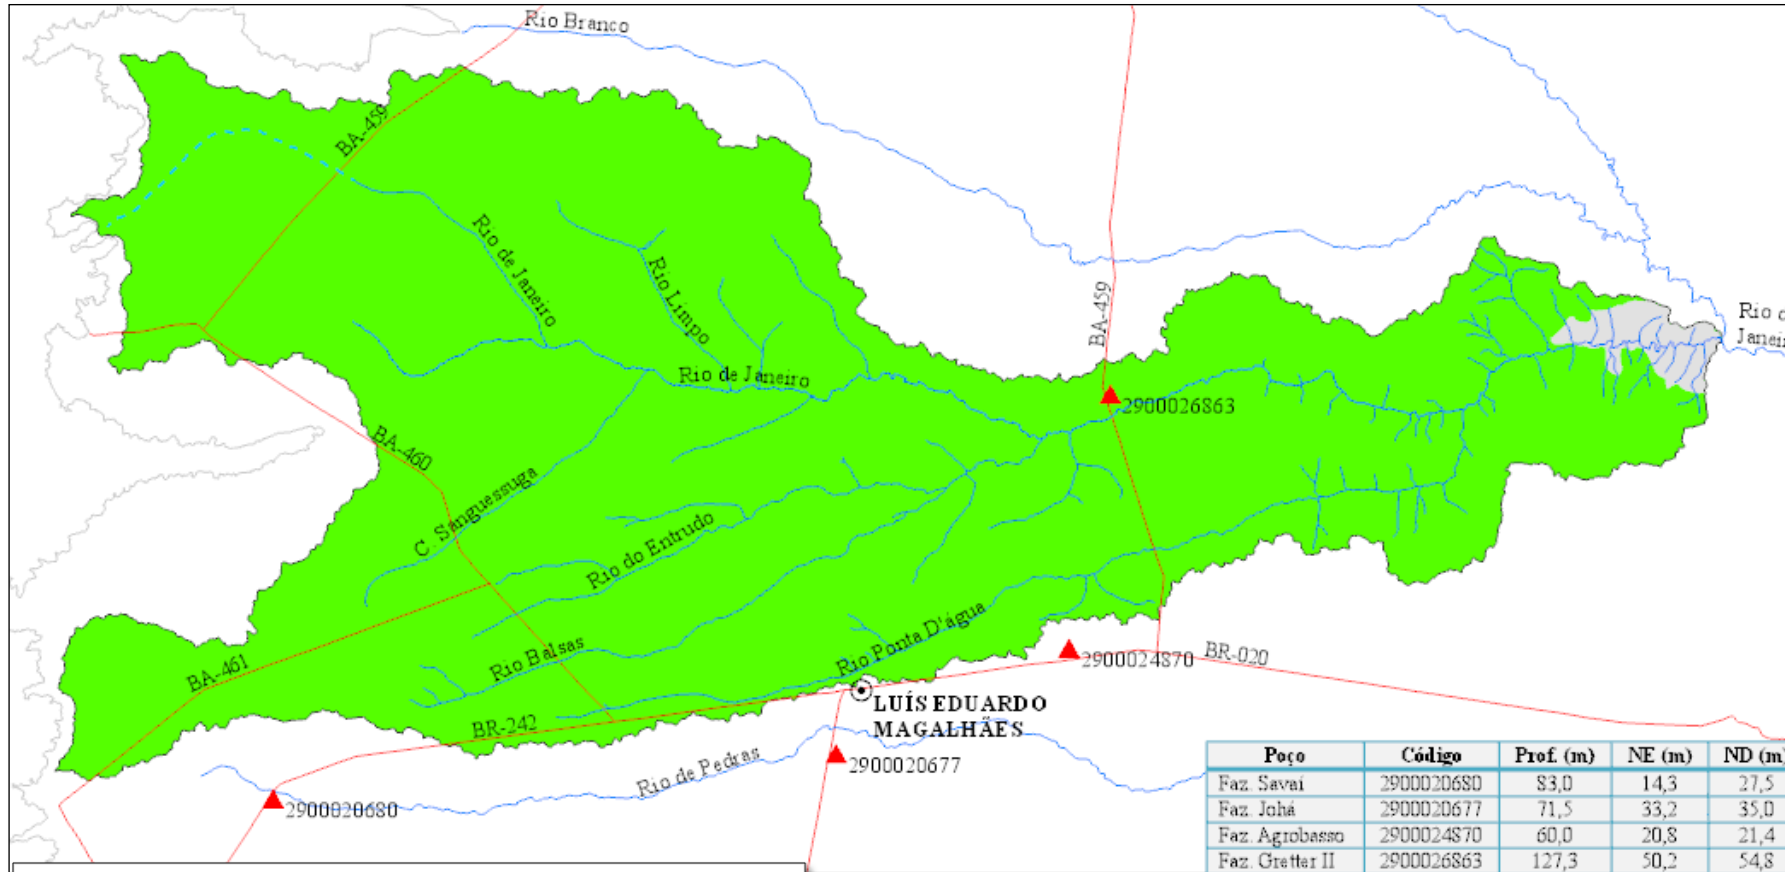 Rio Branco
BA-459
Rio de Janeiro
Rio Limpo
BA-459
Janei
Rio de Janeiro
2900026863
BA-460
C. Sanguessuga
Rio do Entrudo
Rio Balsas
Rio Ponta D'água
BA-461
2900024870
BR-020
LUÍS EDUARDO
MAGALHÃES
BR-242
2900020677
Rio de Pedras
2900020680
Poço Código Prof. (m) NE (m) ND (m)
Faz. Savaí 2900020680 83,0 14,3 27,5
Faz. Johá 2900020677 71,5 33,2 35,0
Faz. Agrobasso 2900024870 60,0 20,8 21,4
Faz. Gretter II 2900026863 127,3 50,2 54,8